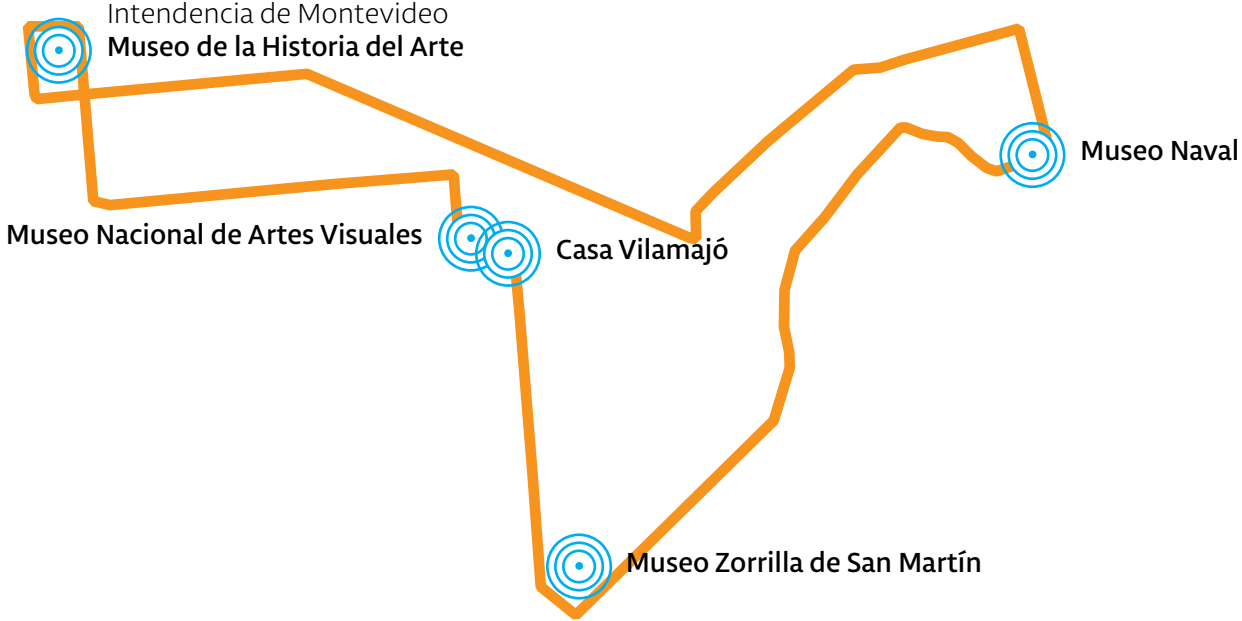 Intendencia de Montevideo
Museo de la Historia del Arte
Museo Naval
Museo Nacional de Artes Visuales
Casa Vilamajó
Museo Zorrilla de San Martín